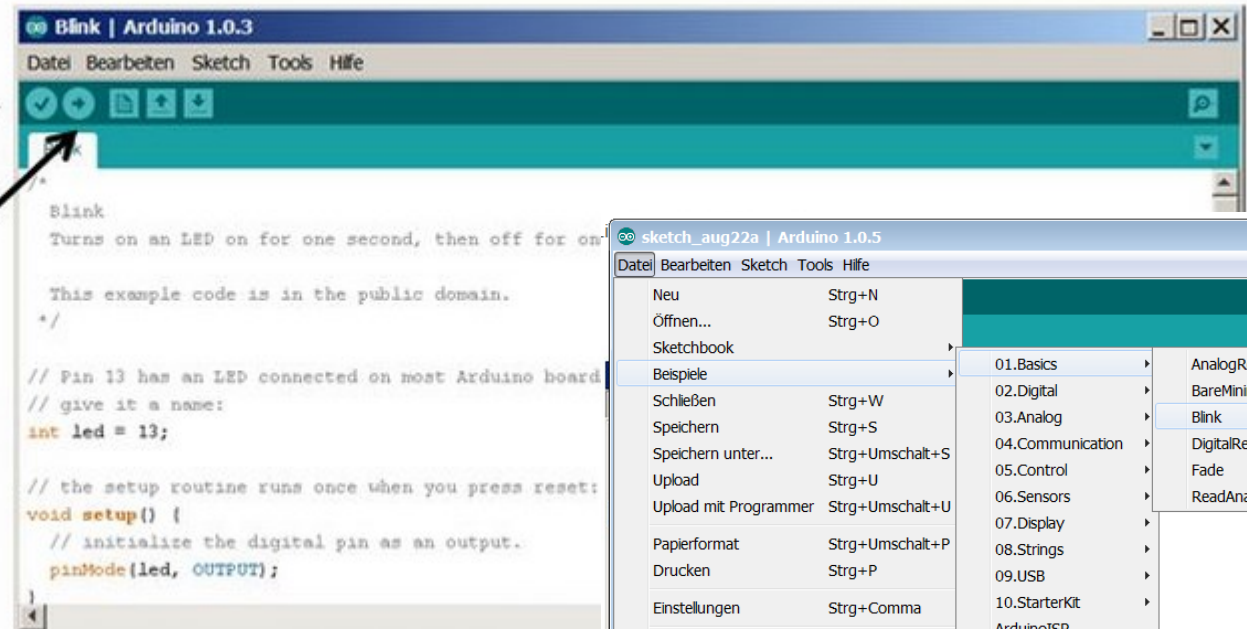 Blink | Arduino 1.0.3
Datei Bearbeiten Sketch Tools Hilfe
/*
Blink
Turns on an LED on for one second, then off for on
This example code is in the public domain.
*/
// Pin 13 has an LED connected on most Arduino board
// give it a name:
int led = 13;
// the setup routine runs once when you press reset:
void setup() {
// initialize the digital pin as an output.
pinMode(led, OUTPUT);
}
sketch_aug22a | Arduino 1.0.5
Datei Bearbeiten Sketch Tools Hilfe
Neu Strg+N
Öffnen... Strg+O
Sketchbook
Beispiele
Schließen Strg+W
Speichern Strg+S
Speichern unter... Strg+Umschalt+S
Upload Strg+U
Upload mit Programmer Strg+Umschalt+U
Papierformat Strg+Umschalt+P
Drucken Strg+P
Einstellungen Strg+Comma
01.Basics
02.Digital
03.Analog
04.Communication
05.Control
06.Sensors
07.Display
08.Strings
09.USB
10.StarterKit
ArduinoISP
AnalogR
BareMini
Blink
DigitalRe
Fade
ReadAna